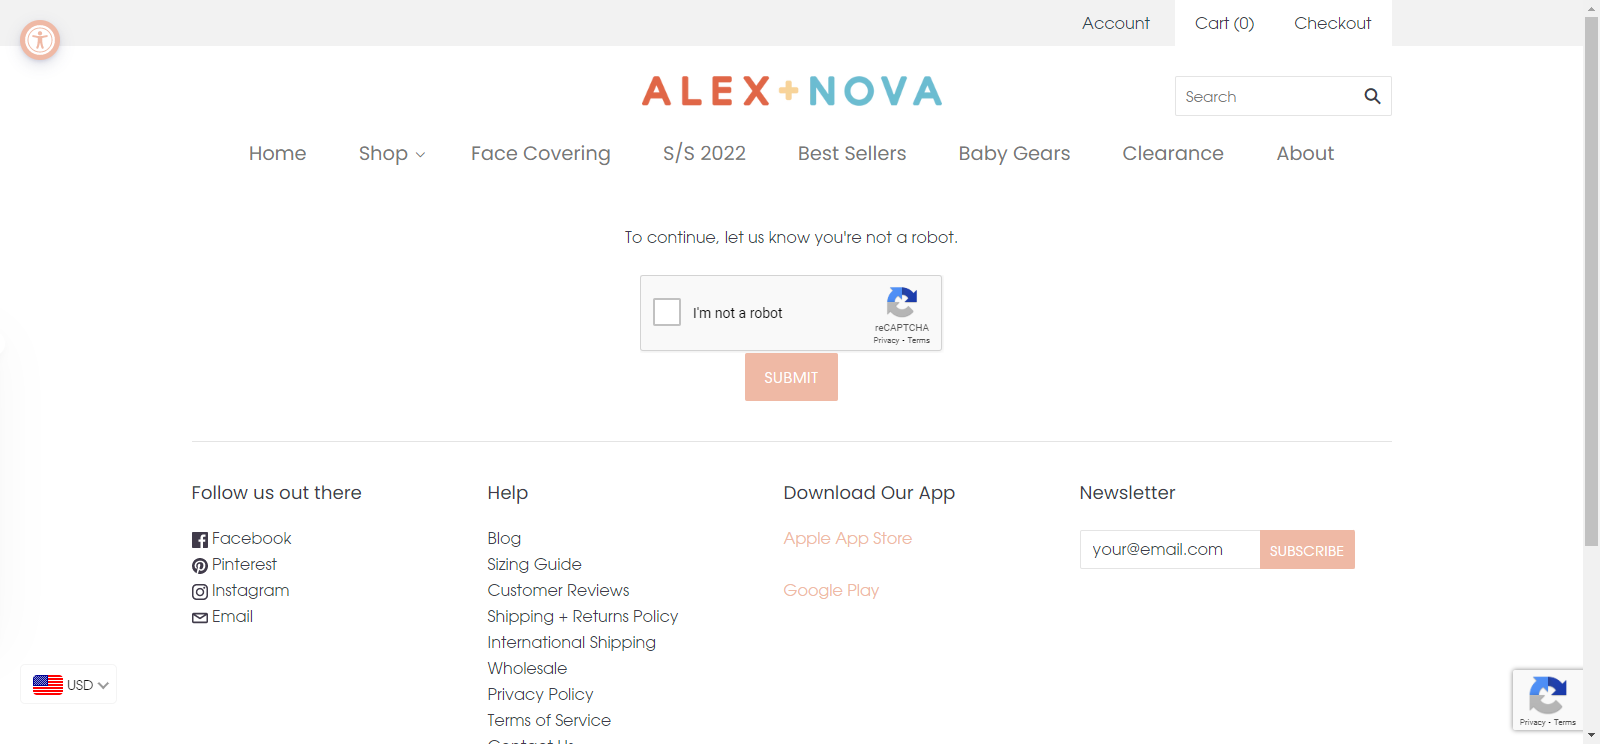 Account
Cart (0)
Checkout
ALEX + NOVA
Search
Home
Shop
Face Covering
S/S 2022
Best Sellers
Baby Gears
Clearance
About
To continue, let us know you're not a robot.
I'm not a robot
reCAPTCHA
Privacy - Terms
SUBMIT
Follow us out there
Facebook
Pinterest
Instagram
Email
Help
Blog
Sizing Guide
Customer Reviews
Shipping + Returns Policy
International Shipping
Wholesale
Privacy Policy
Terms of Service
Download Our App
Apple App Store
Google Play
Newsletter
your@email.com
SUBSCRIBE
USD
Privacy - Terms